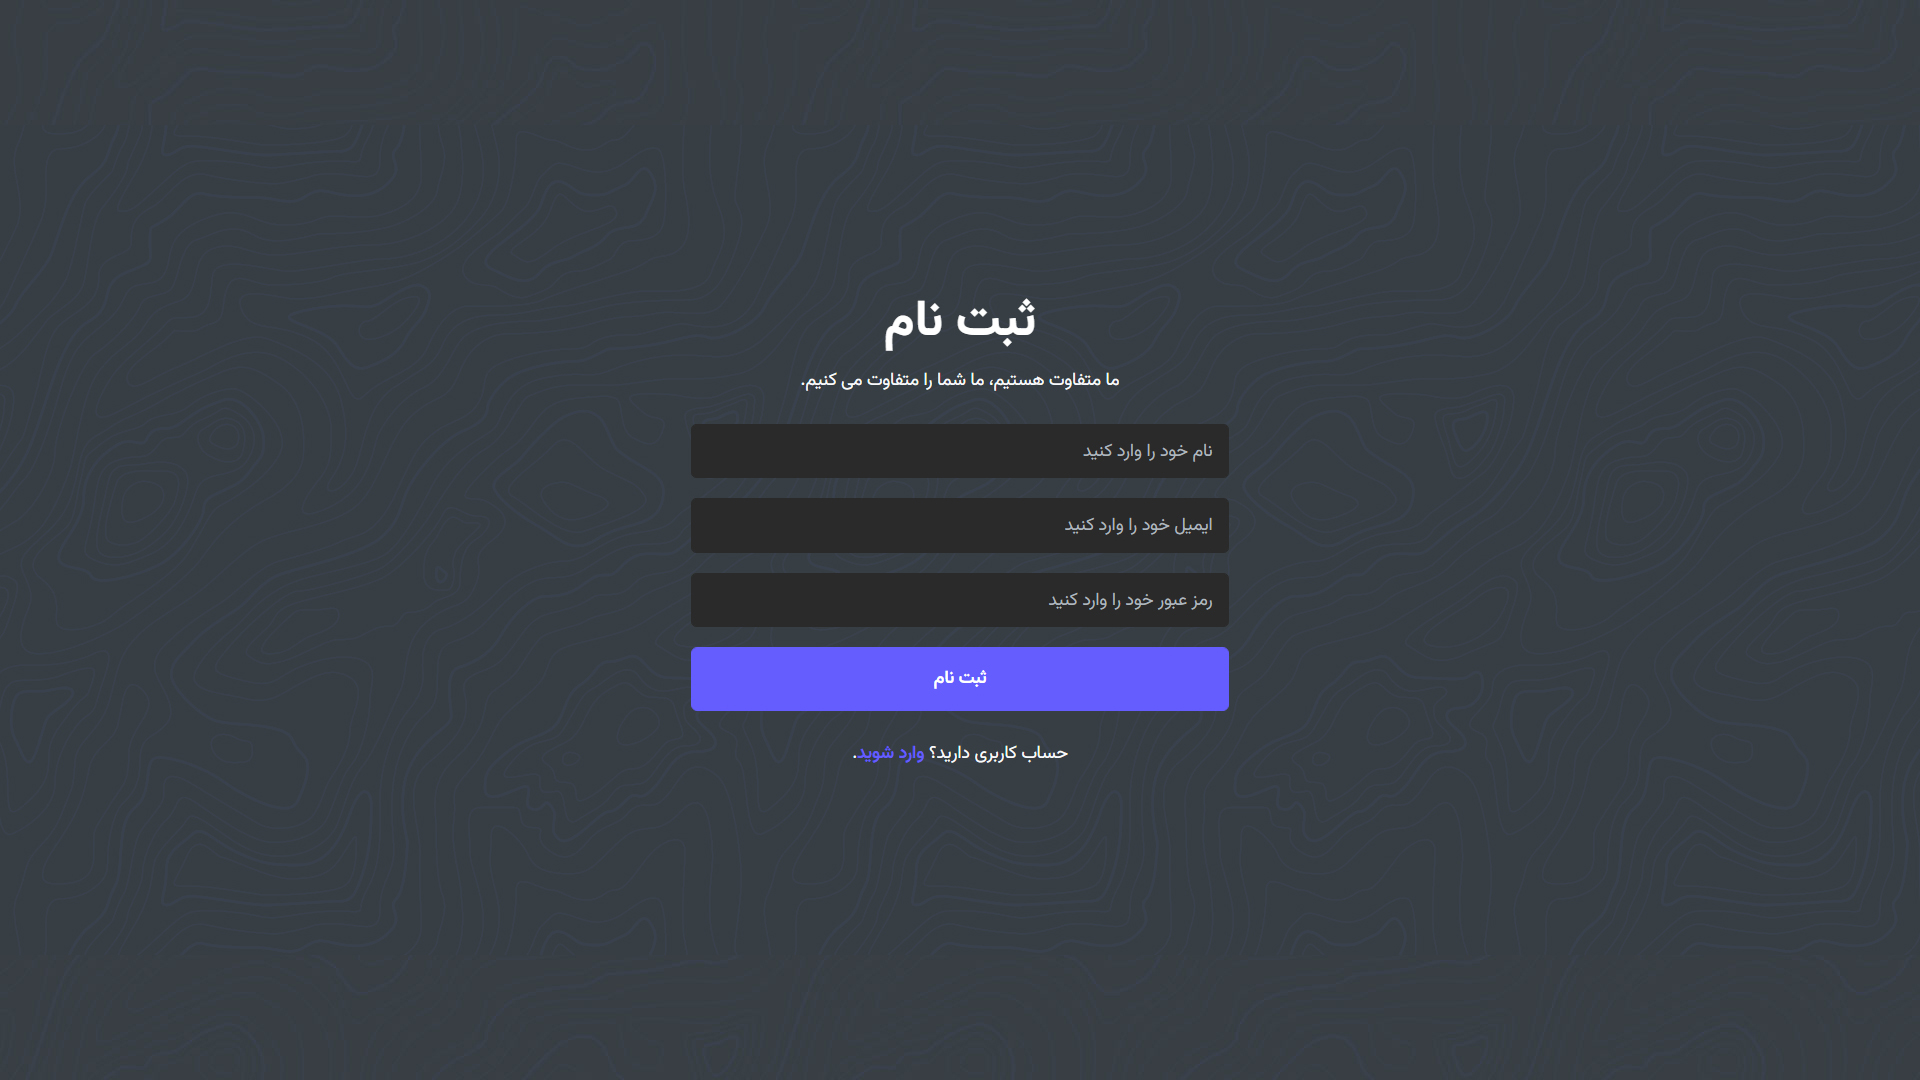 ثبت نام
ما متفاوت هستیم، ما شما را متفاوت می کنیم.
نام خود را وارد کنید
ایمیل خود را وارد کنید
رمز عبور خود را وارد کنید
ثبت نام
حساب کاربری دارید؟ وارد شوید.